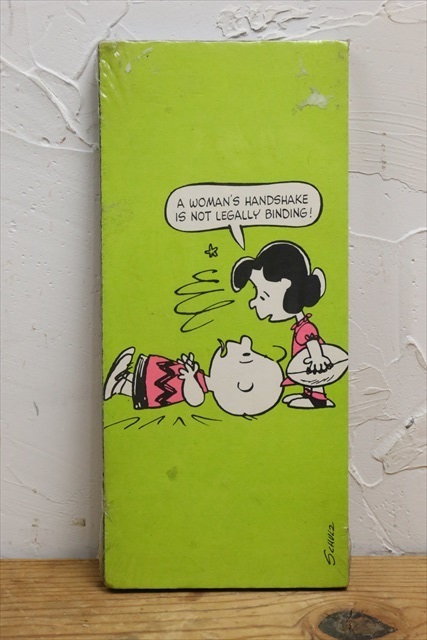 A WOMAN'S HANDSHAKE
IS NOT LEGALLY BINDING!
SCHULZ